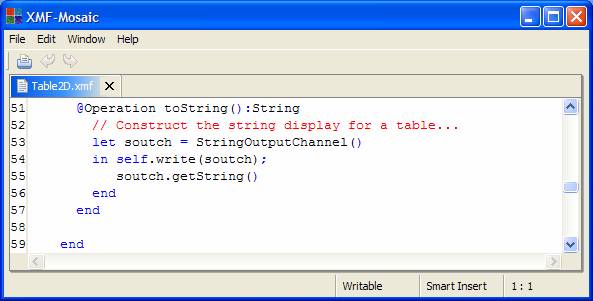 XMF-Mosaic
File Edit Window Help
Table2D.xmf
51 @Operation toString():String
52 // Construct the string display for a table...
53 let soutch = StringOutputChannel()
54 in self.write(soutch);
55 soutch.getString()
56 end
57 end
58
59 end
Writable Smart Insert 1 : 1